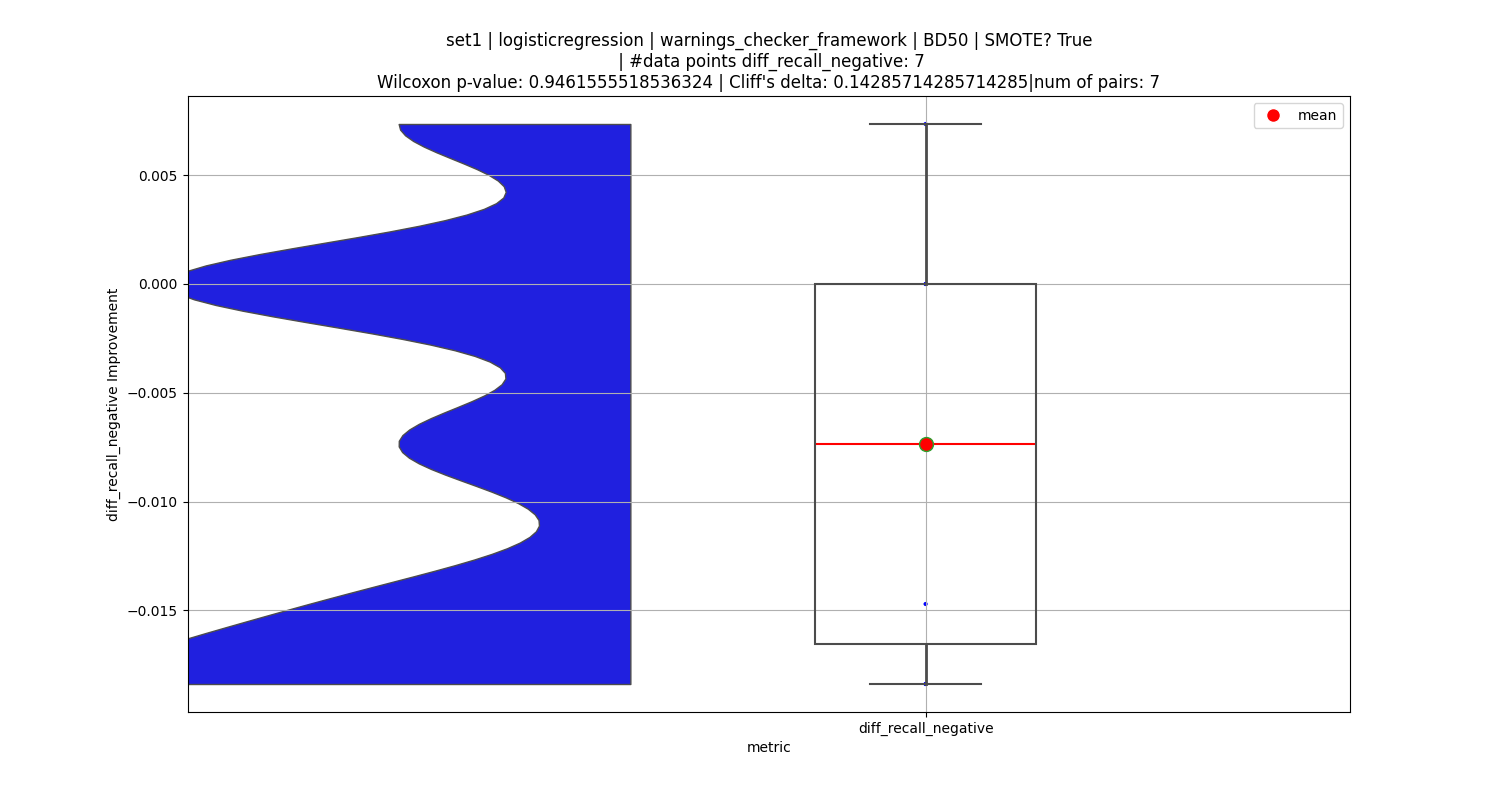 set1 | logisticregression | warnings_checker_framework | BD50 | SMOTE? True
| #data points diff_recall_negative: 7
Wilcoxon p-value: 0.9461555518536324 | Cliff's delta: 0.14285714285714285|num of pairs: 7
mean
0.005
0.000
−0.005
−0.010
−0.015
diff_recall_negative Improvement
diff_recall_negative
metric